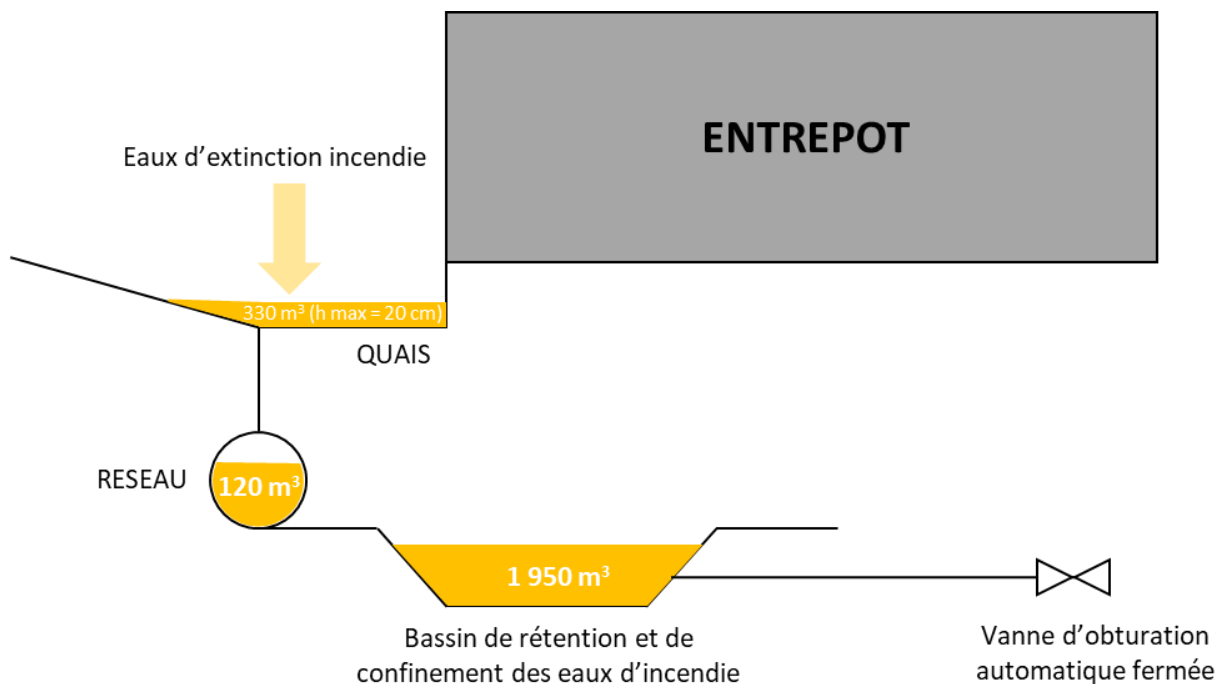 ENTREPOT
Eaux d’extinction incendie
330 m³ (h max = 20 cm)
QUAIS
RESEAU
120 m³
1 950 m³
Bassin de rétention et de
confinement des eaux d’incendie
Vanne d’obturation
automatique fermée